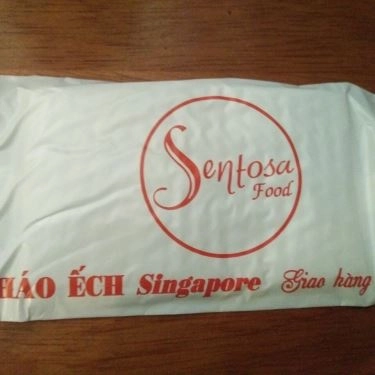 Sentosa
Food
HÁO ẾCH Singapore Giao hàng